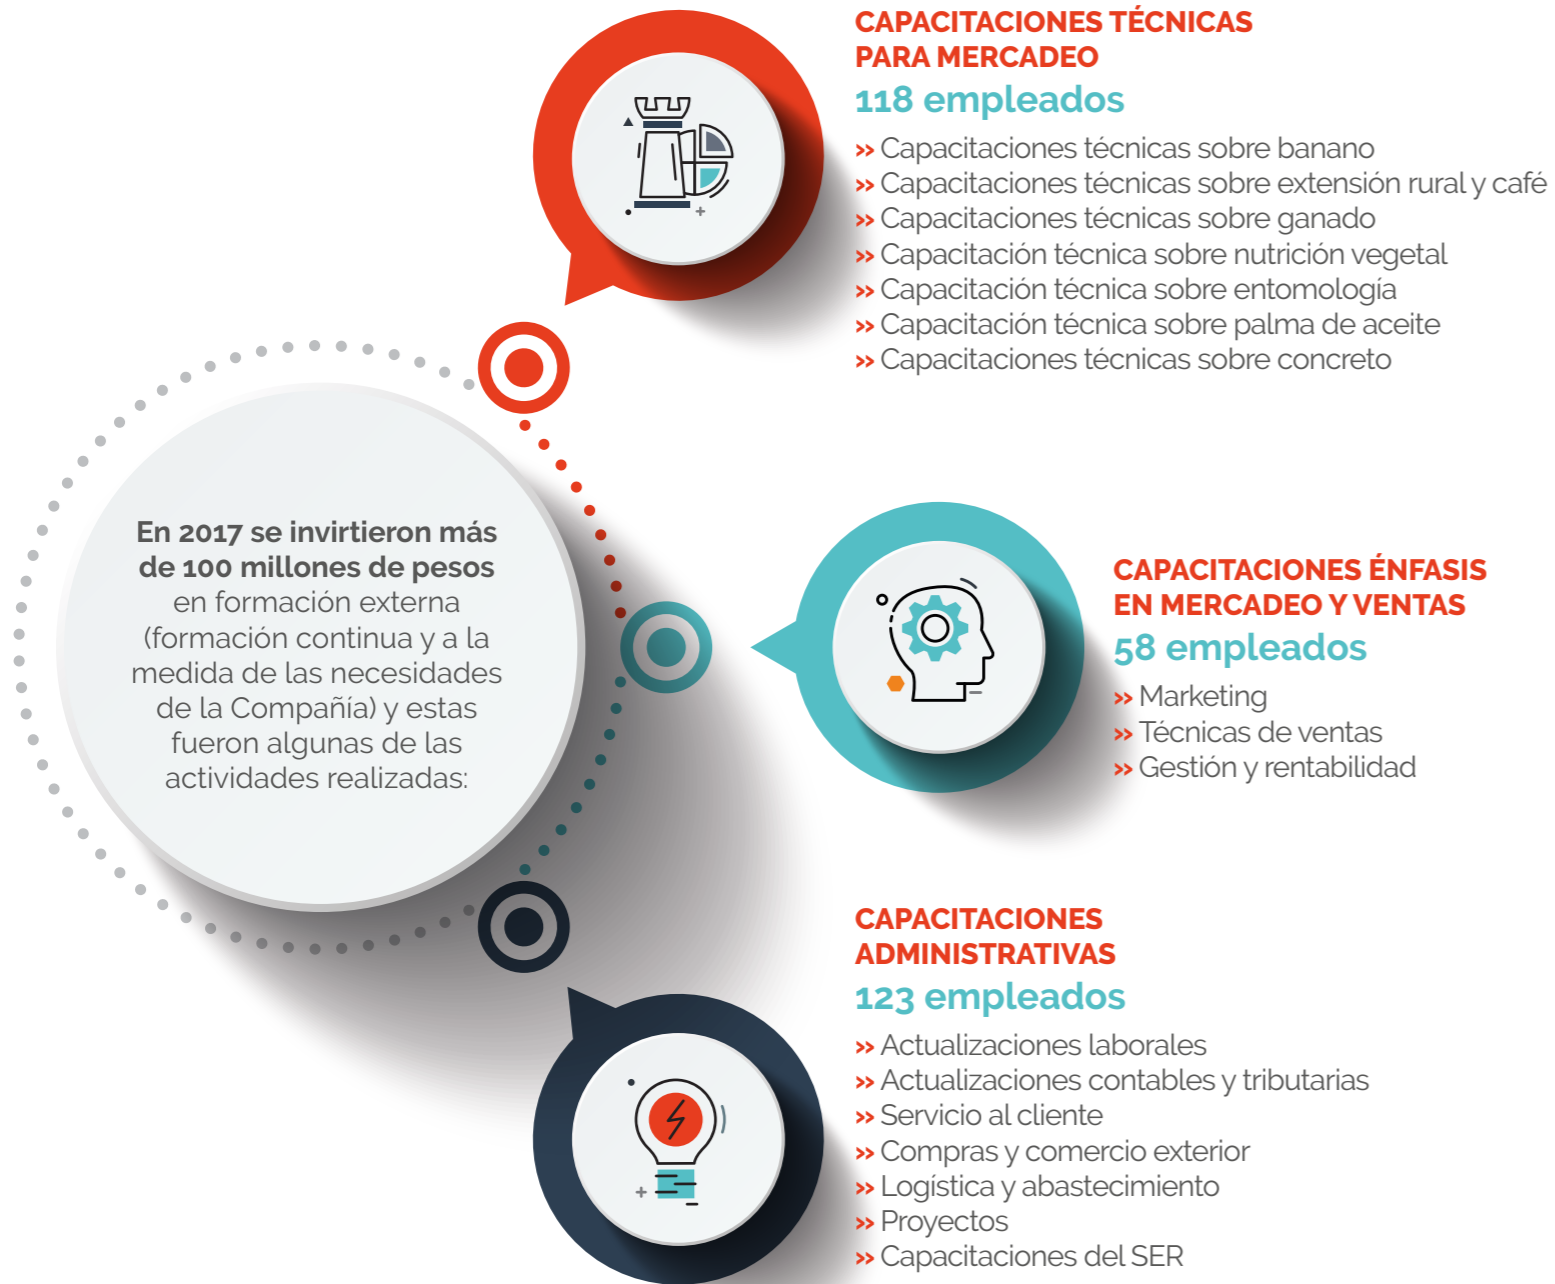 CAPACITACIONES TÉCNICAS
PARA MERCADEO
118 empleados
» Capacitaciones técnicas sobre banano
» Capacitaciones técnicas sobre extensión rural y café
» Capacitaciones técnicas sobre ganado
» Capacitación técnica sobre nutrición vegetal
» Capacitación técnica sobre entomología
» Capacitación técnica sobre palma de aceite
» Capacitaciones técnicas sobre concreto
En 2017 se invirtieron más
de 100 millones de pesos
en formación externa
(formación continua y a la
medida de las necesidades
de la Compañía) y estas
fueron algunas de las
actividades realizadas:
CAPACITACIONES ÉNFASIS
EN MERCADEO Y VENTAS
58 empleados
» Marketing
» Técnicas de ventas
» Gestión y rentabilidad
CAPACITACIONES
ADMINISTRATIVAS
123 empleados
» Actualizaciones laborales
» Actualizaciones contables y tributarias
» Servicio al cliente
» Compras y comercio exterior
» Logística y abastecimiento
» Proyectos
» Capacitaciones del SER